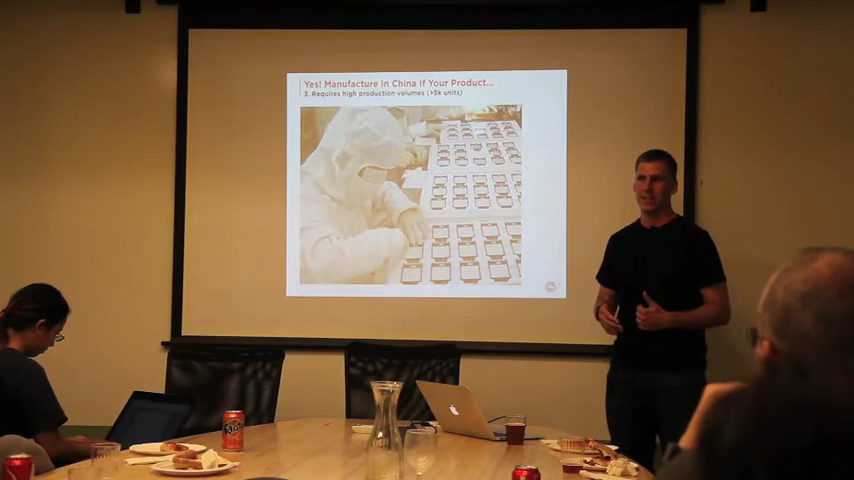 Yes! Manufacture in China If Your Product...
3. Requires high production volumes (>5k units)